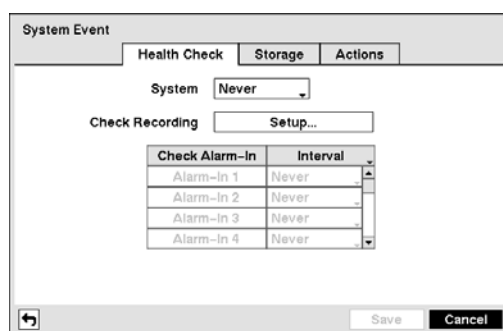 System Event
Health Check Storage Actions
System Never
Check Recording Setup...
Check Alarm-In Interval
Alarm-In 1 Never
Alarm-In 2 Never
Alarm-In 3 Never
Alarm-In 4 Never
Save Cancel